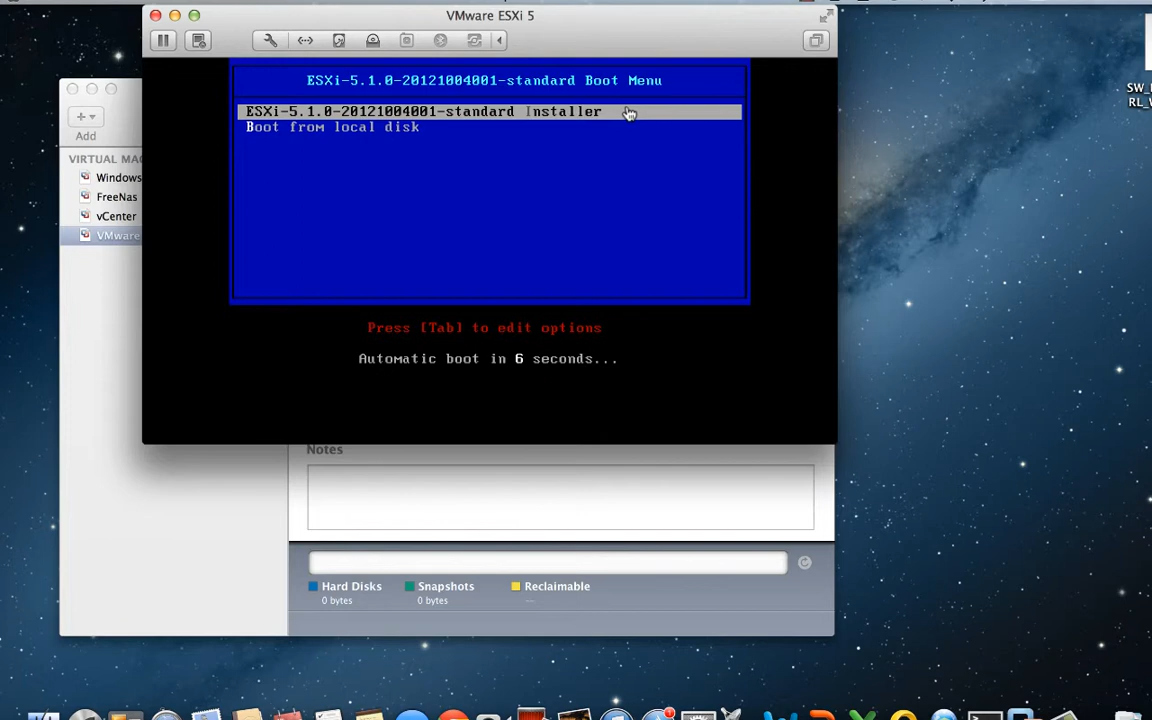 VMware ESXi 5
ESXi-5.1.0-20121004001-standard Boot Menu
ESXi-5.1.0-20121004001-standard Installer
Boot from local disk
Press [Tab] to edit options
Automatic boot in 6 seconds...
Add
VIRTUAL MA
Windows
FreeNas
vCenter
VMware
Notes
Hard Disks
0 bytes
Snapshots
0 bytes
Reclaimable
SW_
RL_W